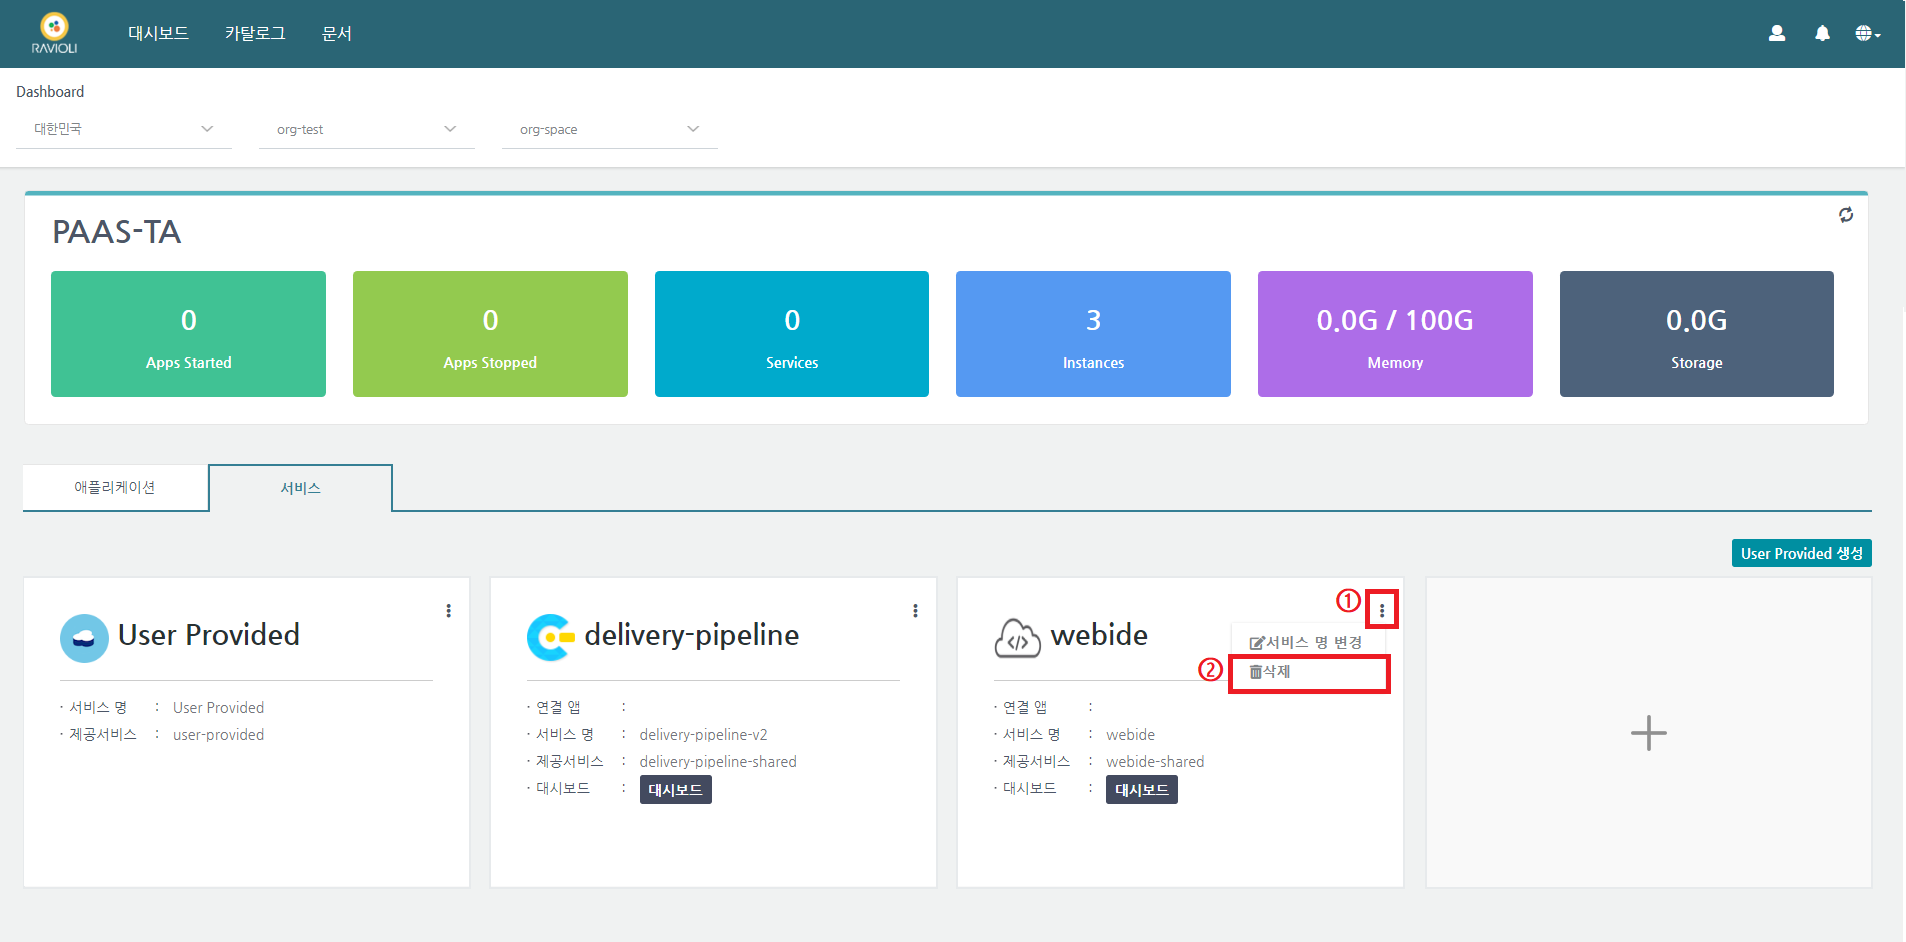 RAVIOLI
대시보드 카탈로그 문서
Dashboard
대한민국 org-test org-space
PAAS-TA
0
Apps Started
0
Apps Stopped
0
Services
3
Instances
0.0G / 100G
Memory
0.0G
Storage
애플리케이션 서비스
User Provided 생성
User Provided
· 서비스 명 : User Provided
· 제공서비스 : user-provided
delivery-pipeline
· 연결 앱 :
· 서비스 명 : delivery-pipeline-v2
· 제공서비스 : delivery-pipeline-shared
· 대시보드 : 대시보드
①
webide
서비스 명 변경
② 삭제
· 연결 앱 :
· 서비스 명 : webide
· 제공서비스 : webide-shared
· 대시보드 : 대시보드